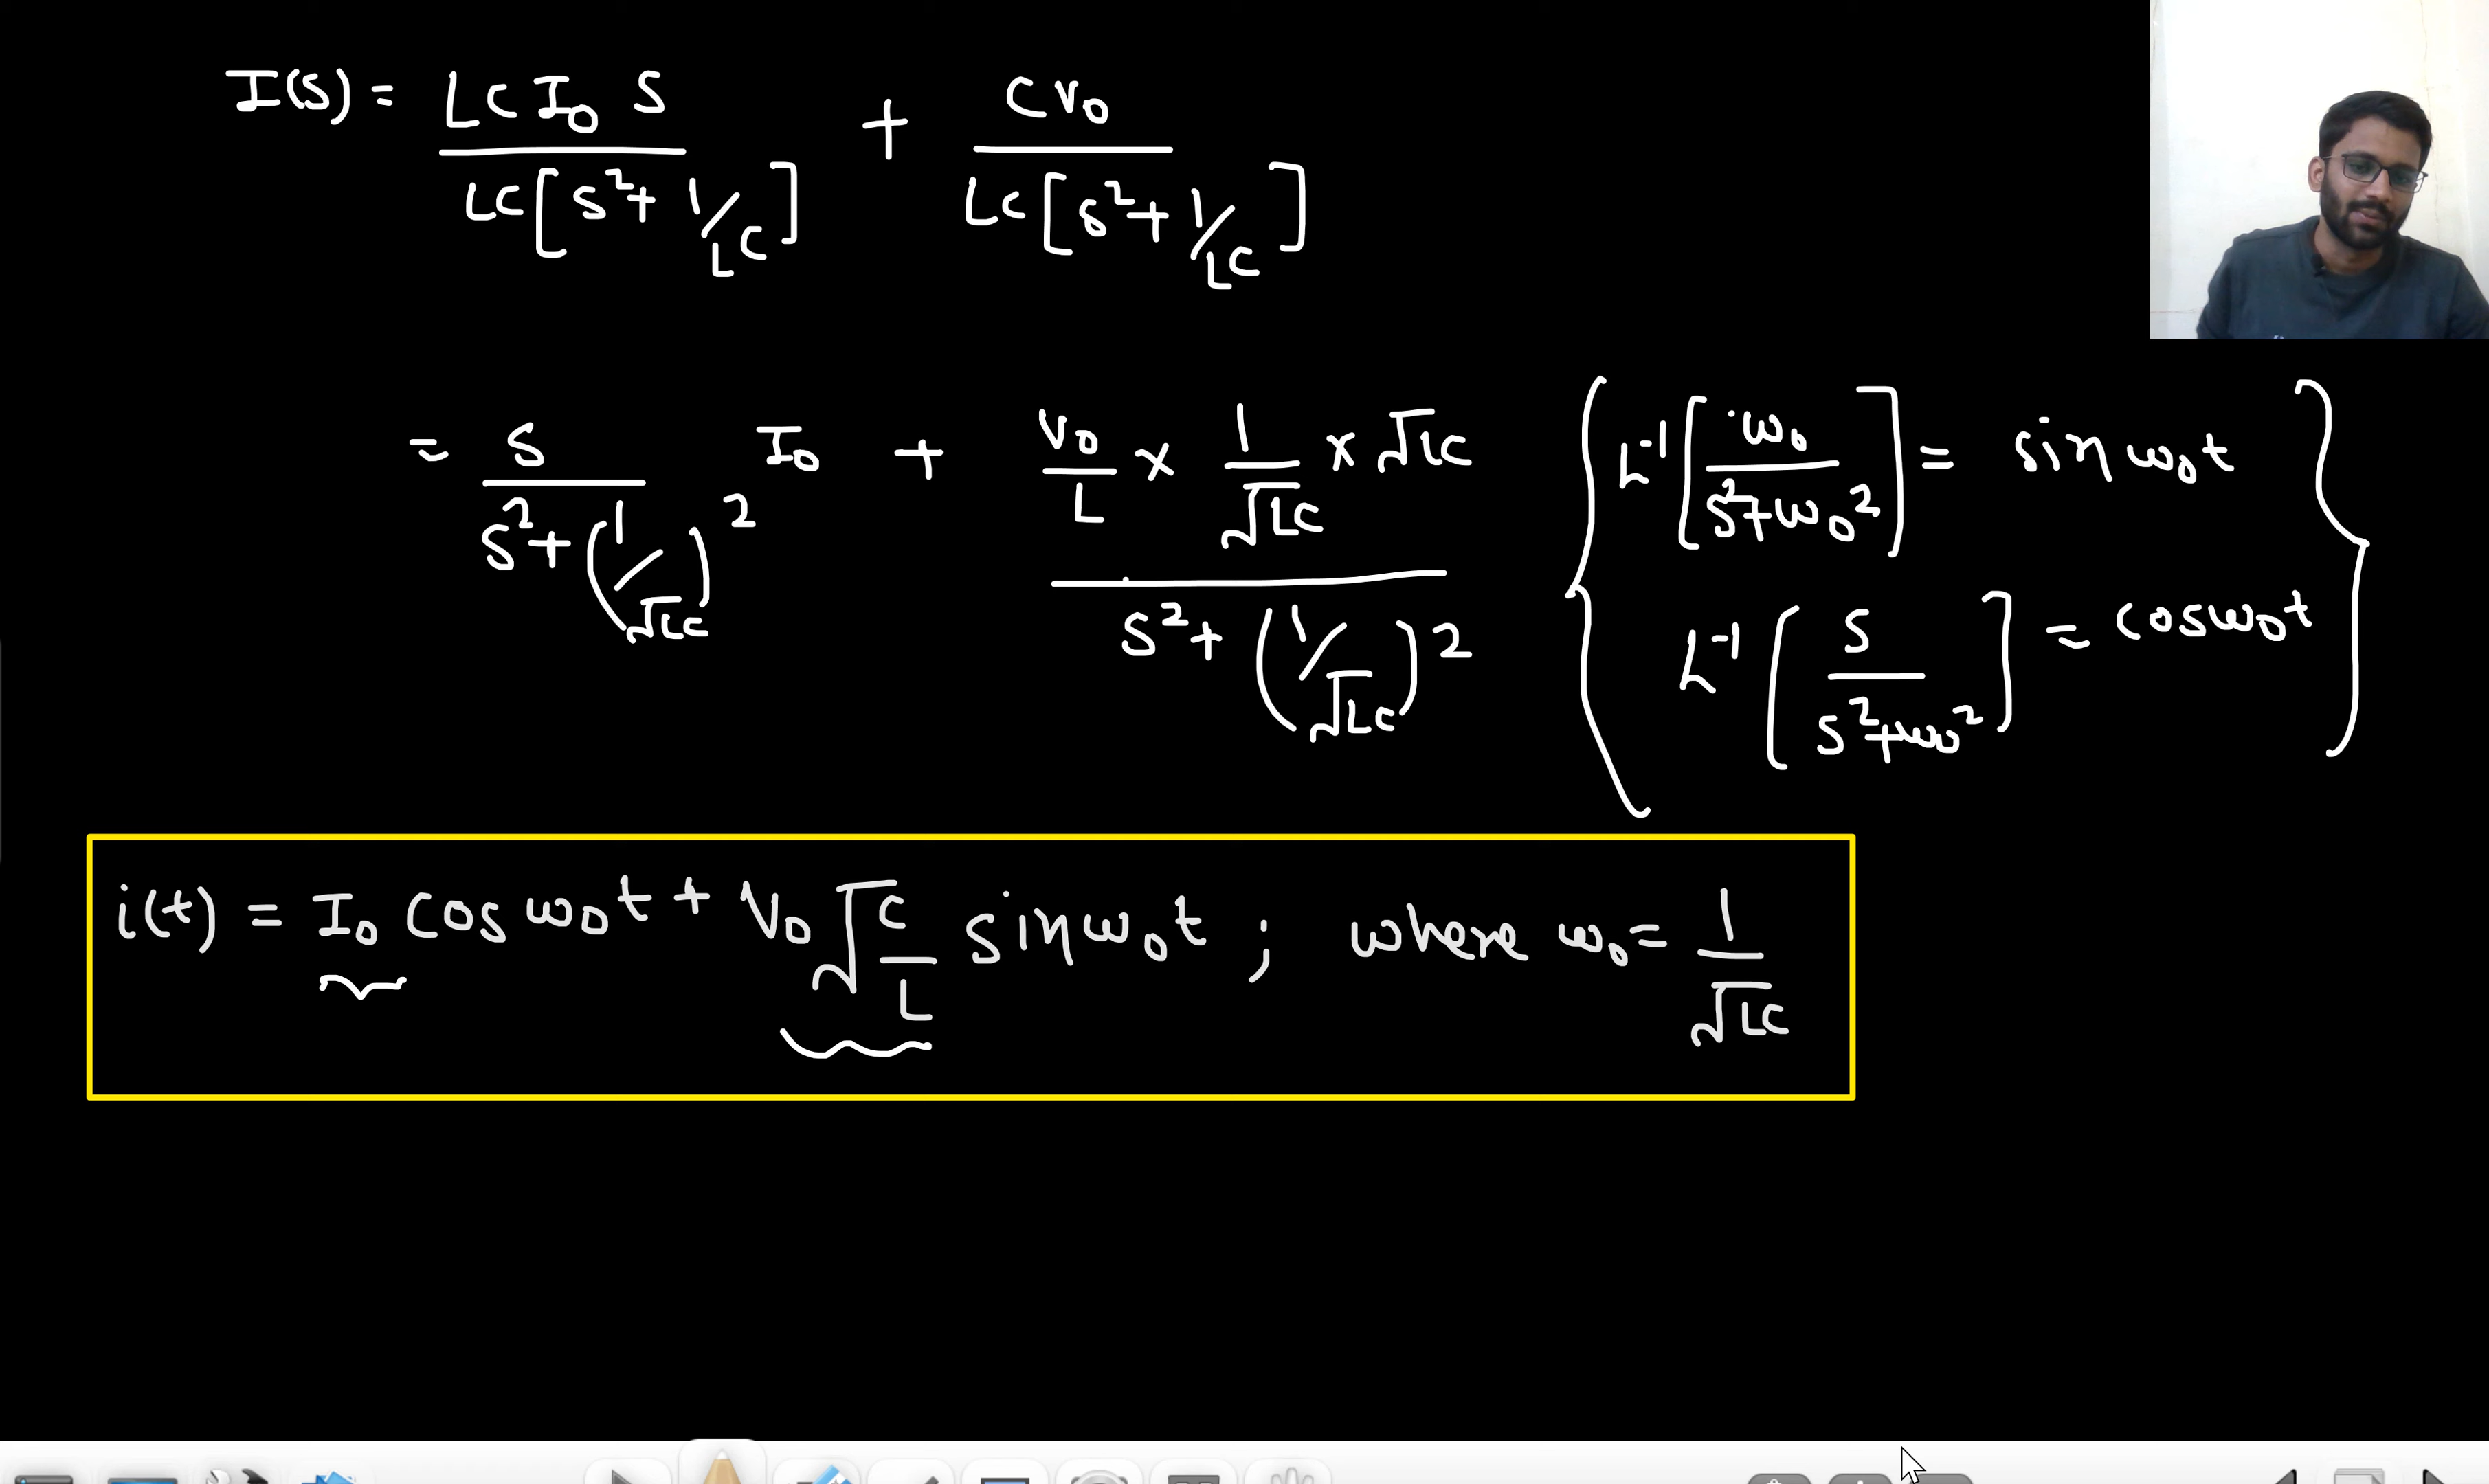 I(s) = LC I₀ S / LC[S² + 1/LC] + CV₀ / LC[S² + 1/LC]
= S / S² + (1/√LC)² I₀ + V₀/L × 1/√LC × √LC / S² + (1/√LC)²
{ L⁻¹[ω₀ / S² + ω₀²] = sin ω₀t
L⁻¹[S / S² + ω₀²] = cos ω₀t }
i(t) = I₀ cos ω₀t + V₀ √C/L sin ω₀t ; where ω₀ = 1/√LC